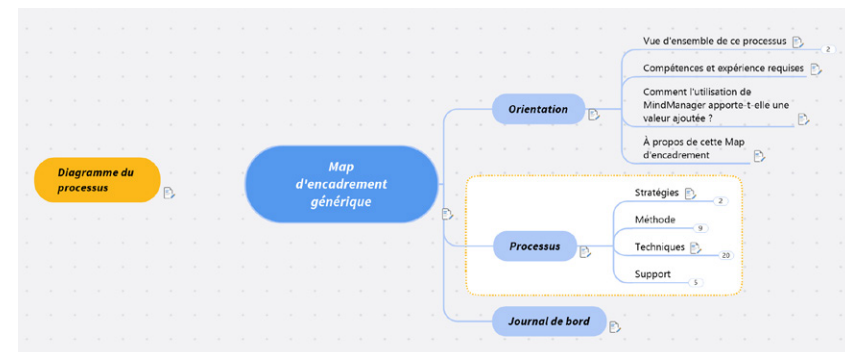 Diagramme du
processus
Map
d'encadrement
générique
Orientation
Vue d'ensemble de ce processus
2
Compétences et expérience requises
Comment l'utilisation de
MindManager apporte-t-elle une
valeur ajoutée ?
À propos de cette Map
d'encadrement
Processus
Stratégies
2
Méthode
9
Techniques
20
Support
5
Journal de bord